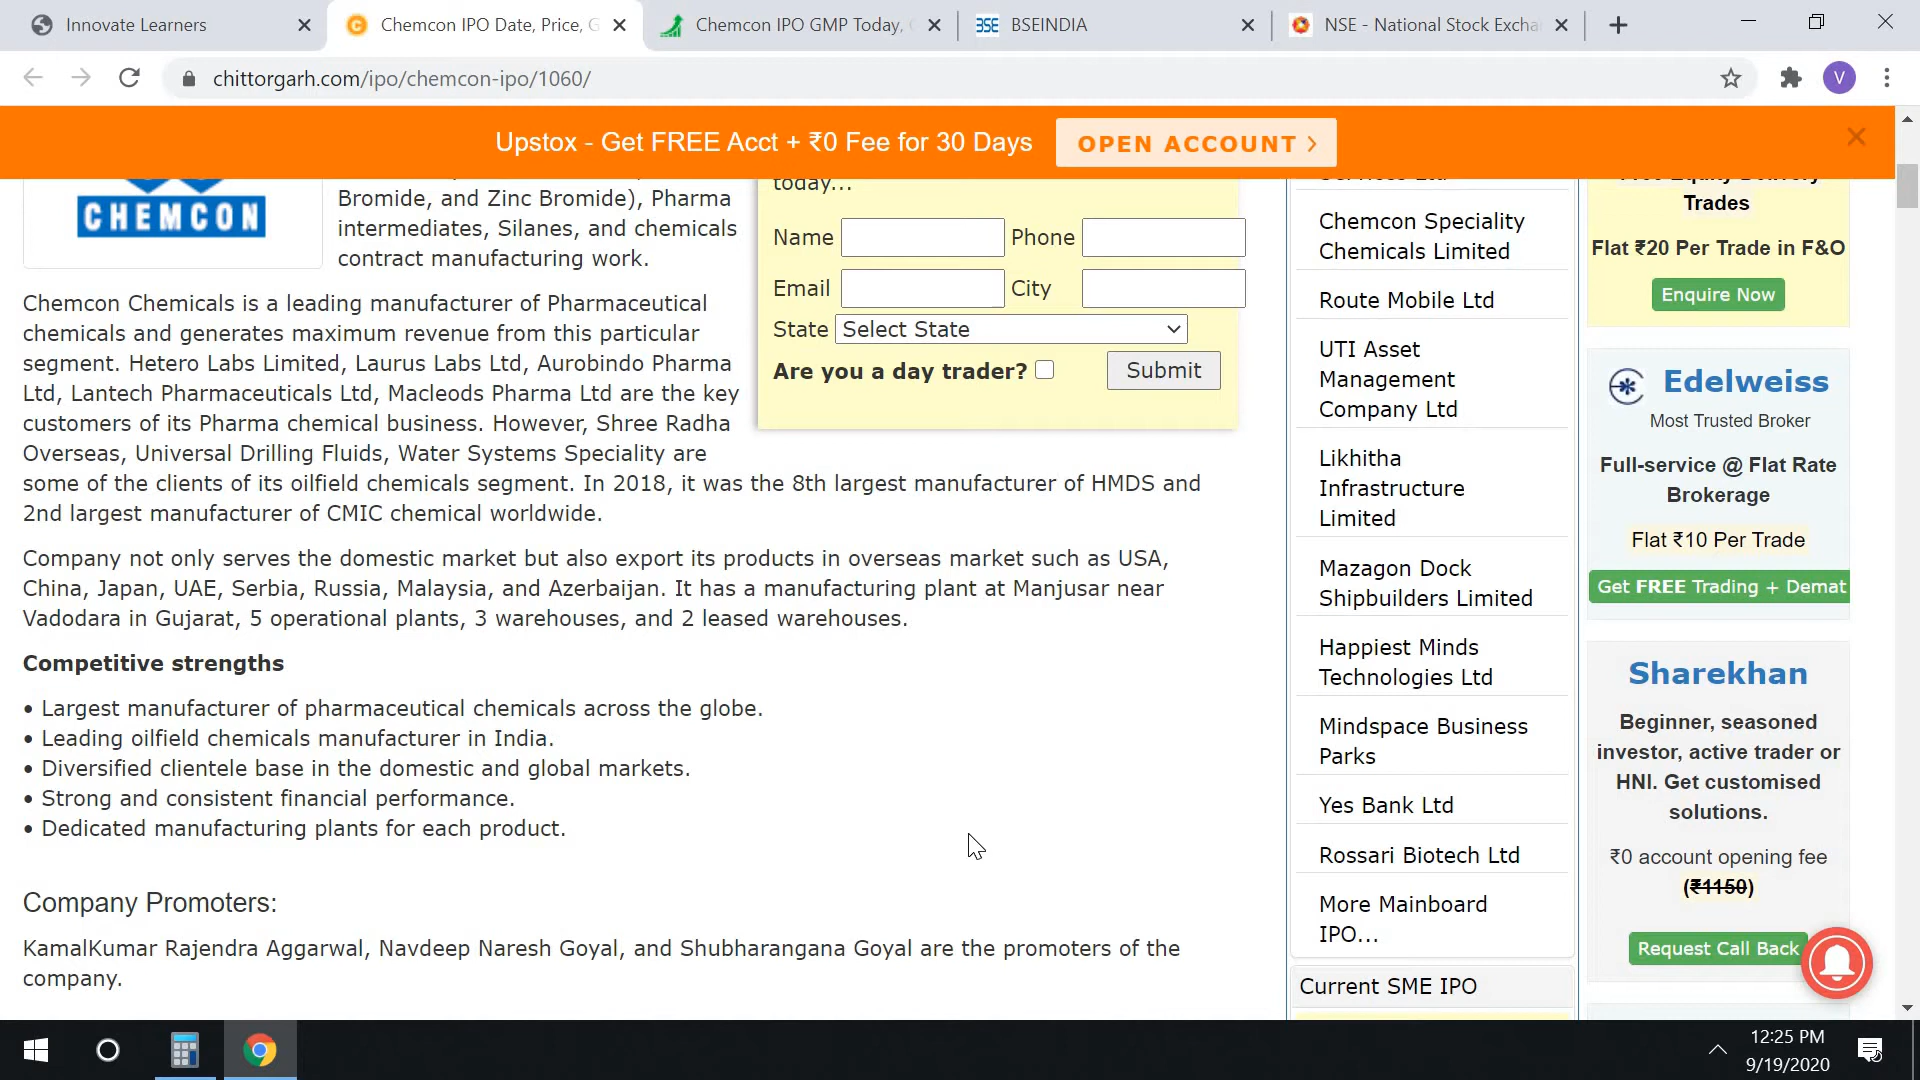 Innovate Learners
Chemcon IPO Date, Price, G
Chemcon IPO GMP Today,
BSE BSEINDIA
NSE - National Stock Exchan
chittorgarh.com/ipo/chemcon-ipo/1060/
V
Upstox - Get FREE Acct + ₹0 Fee for 30 Days
OPEN ACCOUNT >
CHEMCON
Bromide, and Zinc Bromide), Pharma
intermediates, Silanes, and chemicals
contract manufacturing work.
Chemcon Chemicals is a leading manufacturer of Pharmaceutical
chemicals and generates maximum revenue from this particular
segment. Hetero Labs Limited, Laurus Labs Ltd, Aurobindo Pharma
Ltd, Lantech Pharmaceuticals Ltd, Macleods Pharma Ltd are the key
customers of its Pharma chemical business. However, Shree Radha
Overseas, Universal Drilling Fluids, Water Systems Speciality are
some of the clients of its oilfield chemicals segment. In 2018, it was the 8th largest manufacturer of HMDS and
2nd largest manufacturer of CMIC chemical worldwide.
Company not only serves the domestic market but also export its products in overseas market such as USA,
China, Japan, UAE, Serbia, Russia, Malaysia, and Azerbaijan. It has a manufacturing plant at Manjusar near
Vadodara in Gujarat, 5 operational plants, 3 warehouses, and 2 leased warehouses.
Competitive strengths
• Largest manufacturer of pharmaceutical chemicals across the globe.
• Leading oilfield chemicals manufacturer in India.
• Diversified clientele base in the domestic and global markets.
• Strong and consistent financial performance.
• Dedicated manufacturing plants for each product.
Company Promoters:
KamalKumar Rajendra Aggarwal, Navdeep Naresh Goyal, and Shubharangana Goyal are the promoters of the
company.
today...
Name Phone
Email City
State Select State
Are you a day trader? Submit
Services Ltd
Chemcon Speciality
Chemicals Limited
Route Mobile Ltd
UTI Asset
Management
Company Ltd
Likhitha
Infrastructure
Limited
Mazagon Dock
Shipbuilders Limited
Happiest Minds
Technologies Ltd
Mindspace Business
Parks
Yes Bank Ltd
Rossari Biotech Ltd
More Mainboard
IPO...
Current SME IPO
Equity Delivery
Trades
Flat ₹20 Per Trade in F&O
Enquire Now
Edelweiss
Most Trusted Broker
Full-service @ Flat Rate
Brokerage
Flat ₹10 Per Trade
Get FREE Trading + Demat
Sharekhan
Beginner, seasoned
investor, active trader or
HNI. Get customised
solutions.
₹0 account opening fee
(₹1150)
Request Call Back
12:25 PM
9/19/2020